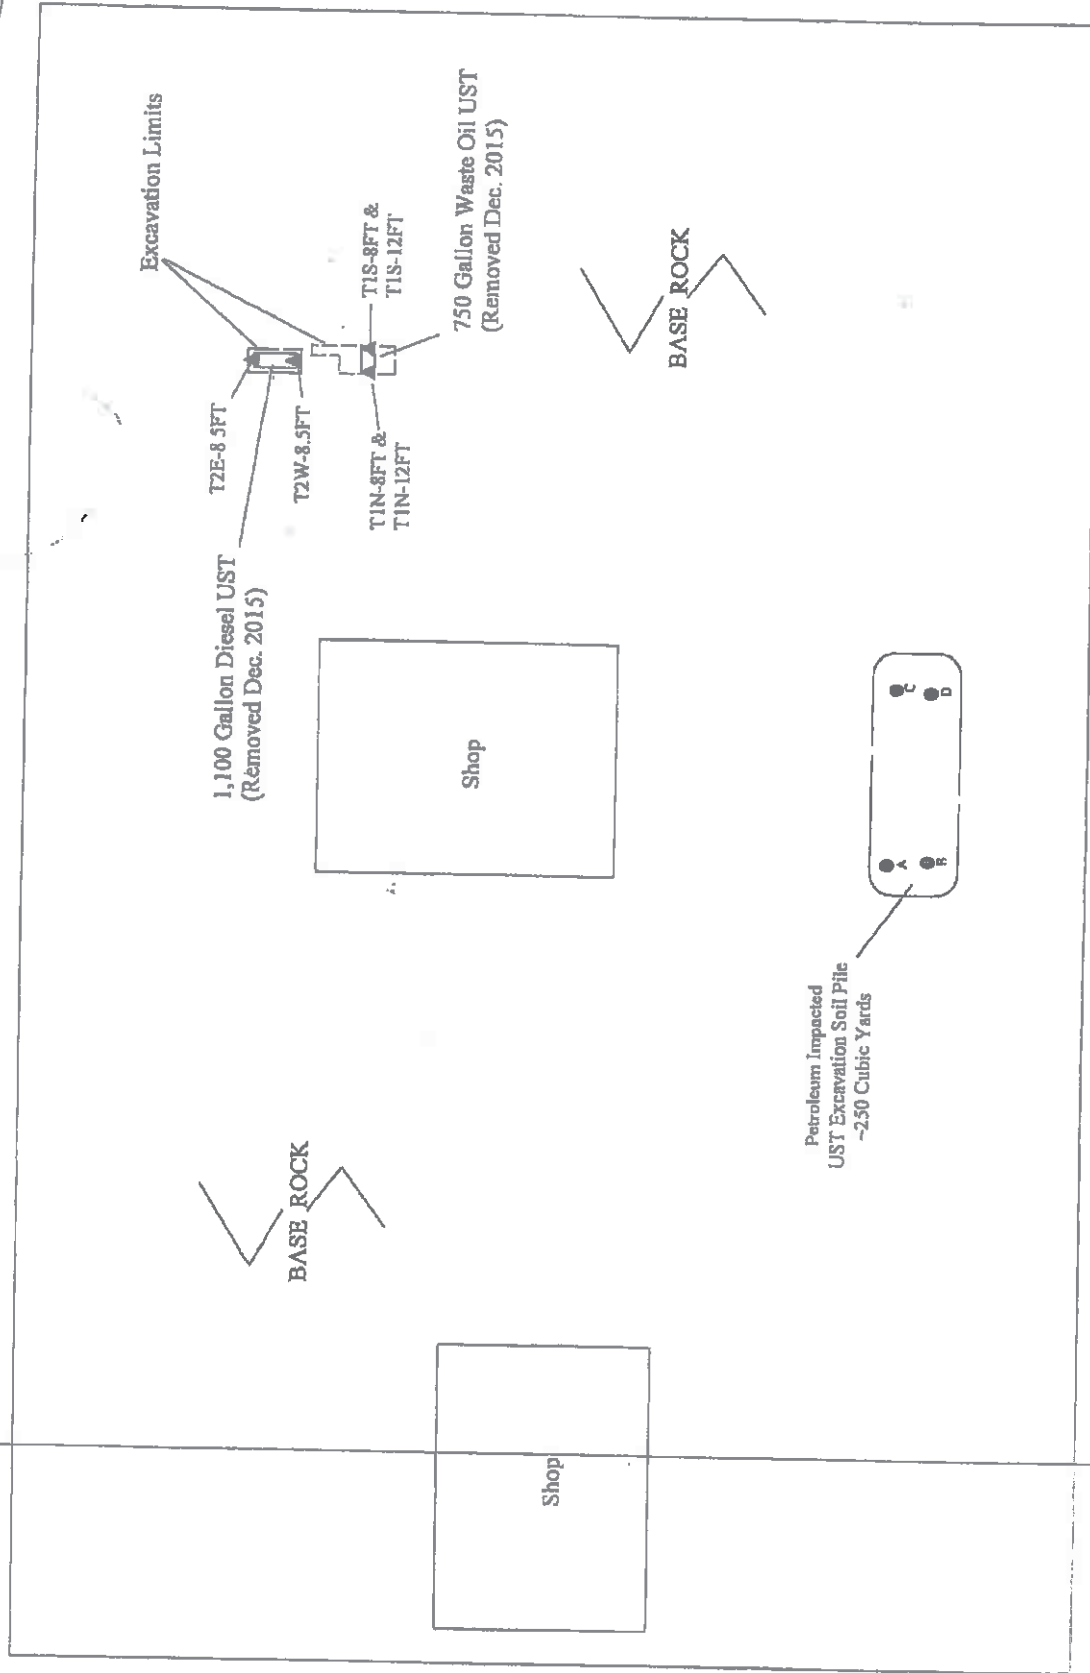 Excavation Limits
T2E-8 5FT
T2W-8.5FT
1,100 Gallon Diesel UST
(Removed Dec. 2015)
T1N-8FT &
T1N-12FT
T1S-8FT &
T1S-12FT
750 Gallon Waste Oil UST
(Removed Dec. 2015)
BASE ROCK
Shop
BASE ROCK
Shop
Petroleum Impacted
UST Excavation Soil Pile
~250 Cubic Yards
A
B
C
D